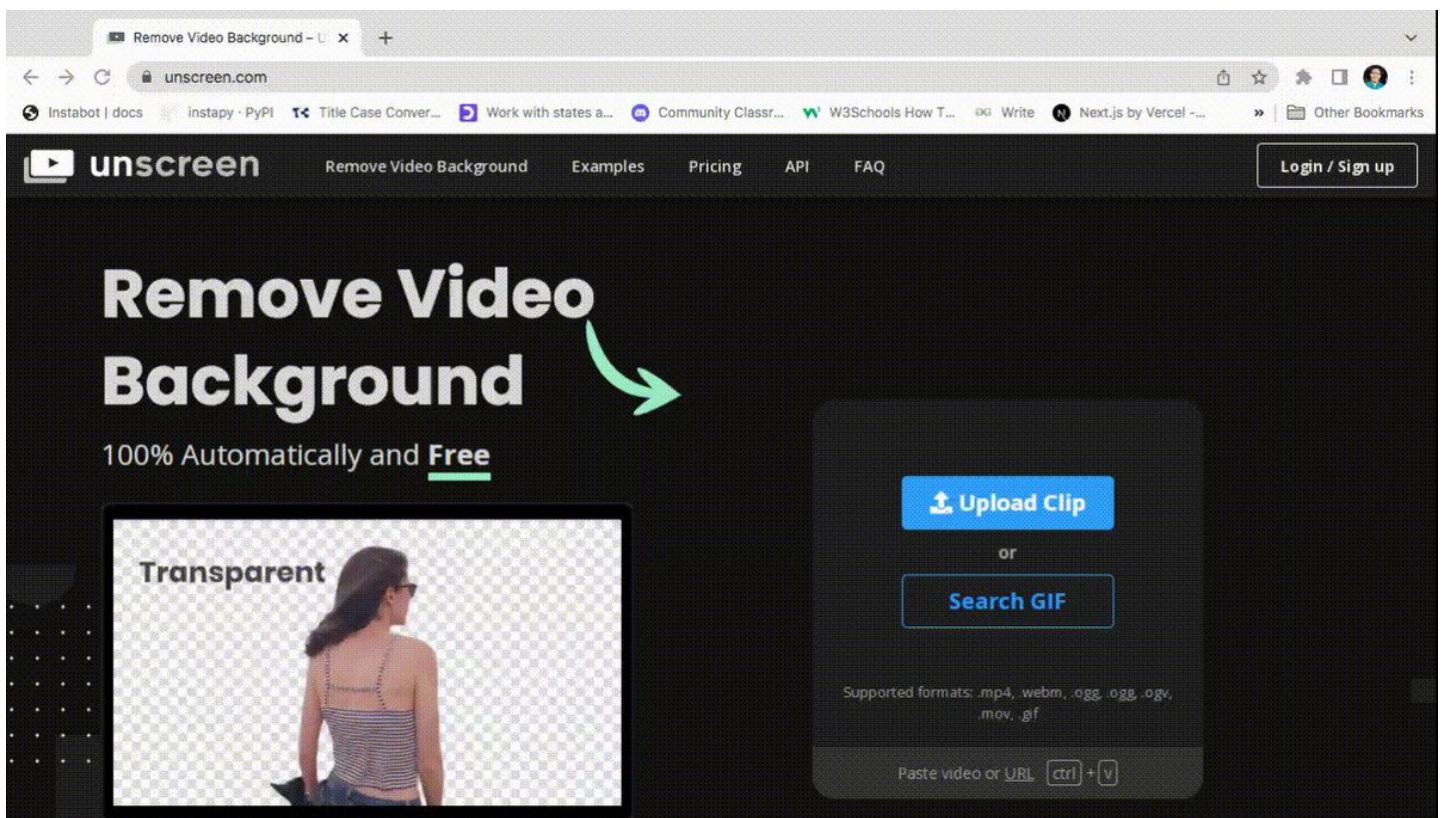 Remove Video Background – U
unscreen.com
Instabot | docs instapy · PyPI Title Case Conver... Work with states a... Community Classr... W3Schools How T... Write Next.js by Vercel -... » Other Bookmarks
unscreen Remove Video Background Examples Pricing API FAQ Login / Sign up
Remove Video
Background
100% Automatically and Free
Transparent
Upload Clip
or
Search GIF
Supported formats: .mp4, .webm, .ogg, .ogg, .ogv,
.mov, .gif
Paste video or URL ctrl + v